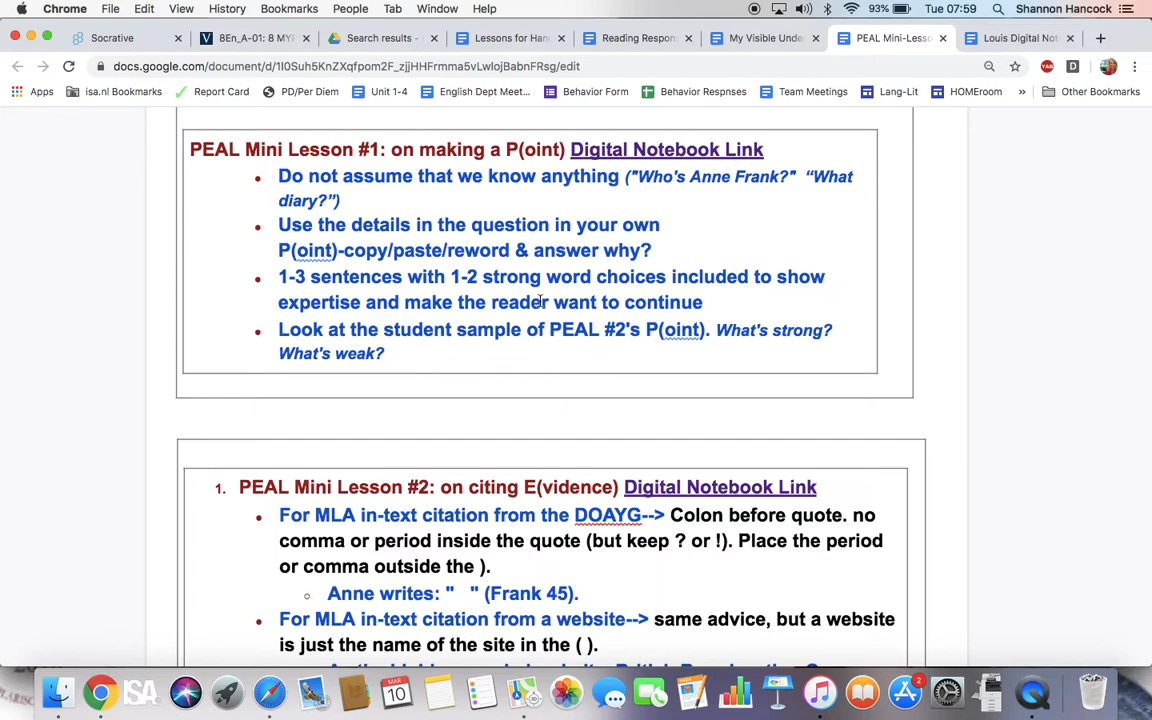 Chrome File Edit View History Bookmarks People Tab Window Help 93% Tue 07:59 Shannon Hancock
Socrative 8En_A-01: 8 MYP Search results - Lessons for Han Reading Respon My Visible Unde PEAL Mini-Lesso Louis Digital Not
docs.google.com/document/d/
Apps isa.nl Bookmarks Report Card PD/Per Diem Unit 1-4 English Dept Meet... Behavior Form Behavior Respnses Team Meetings Lang-Lit HOMEroom » Other Bookmarks
PEAL Mini Lesson #1: on making a P(oint) Digital Notebook Link
• Do not assume that we know anything ("Who's Anne Frank?" “What
diary?”)
• Use the details in the question in your own
P(oint)-copy/paste/reword & answer why?
• 1-3 sentences with 1-2 strong word choices included to show
expertise and make the reader want to continue
• Look at the student sample of PEAL #2's P(oint). What's strong?
What's weak?
1. PEAL Mini Lesson #2: on citing E(vidence) Digital Notebook Link
• For MLA in-text citation from the DOAYG--> Colon before quote. no
comma or period inside the quote (but keep ? or !). Place the period
or comma outside the ).
○ Anne writes: " " (Frank 45).
• For MLA in-text citation from a website--> same advice, but a website
is just the name of the site in the ( ).
ISA MAR 10 2